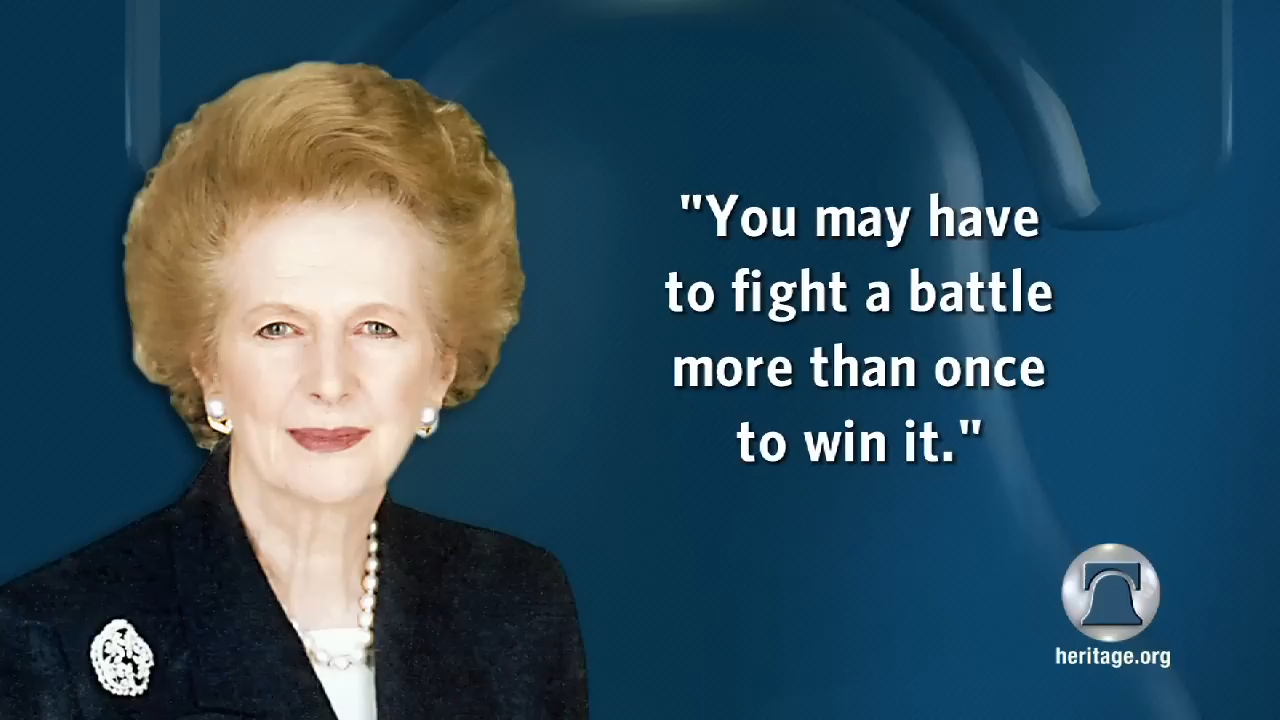 "You may have
to fight a battle
more than once
to win it."
heritage.org